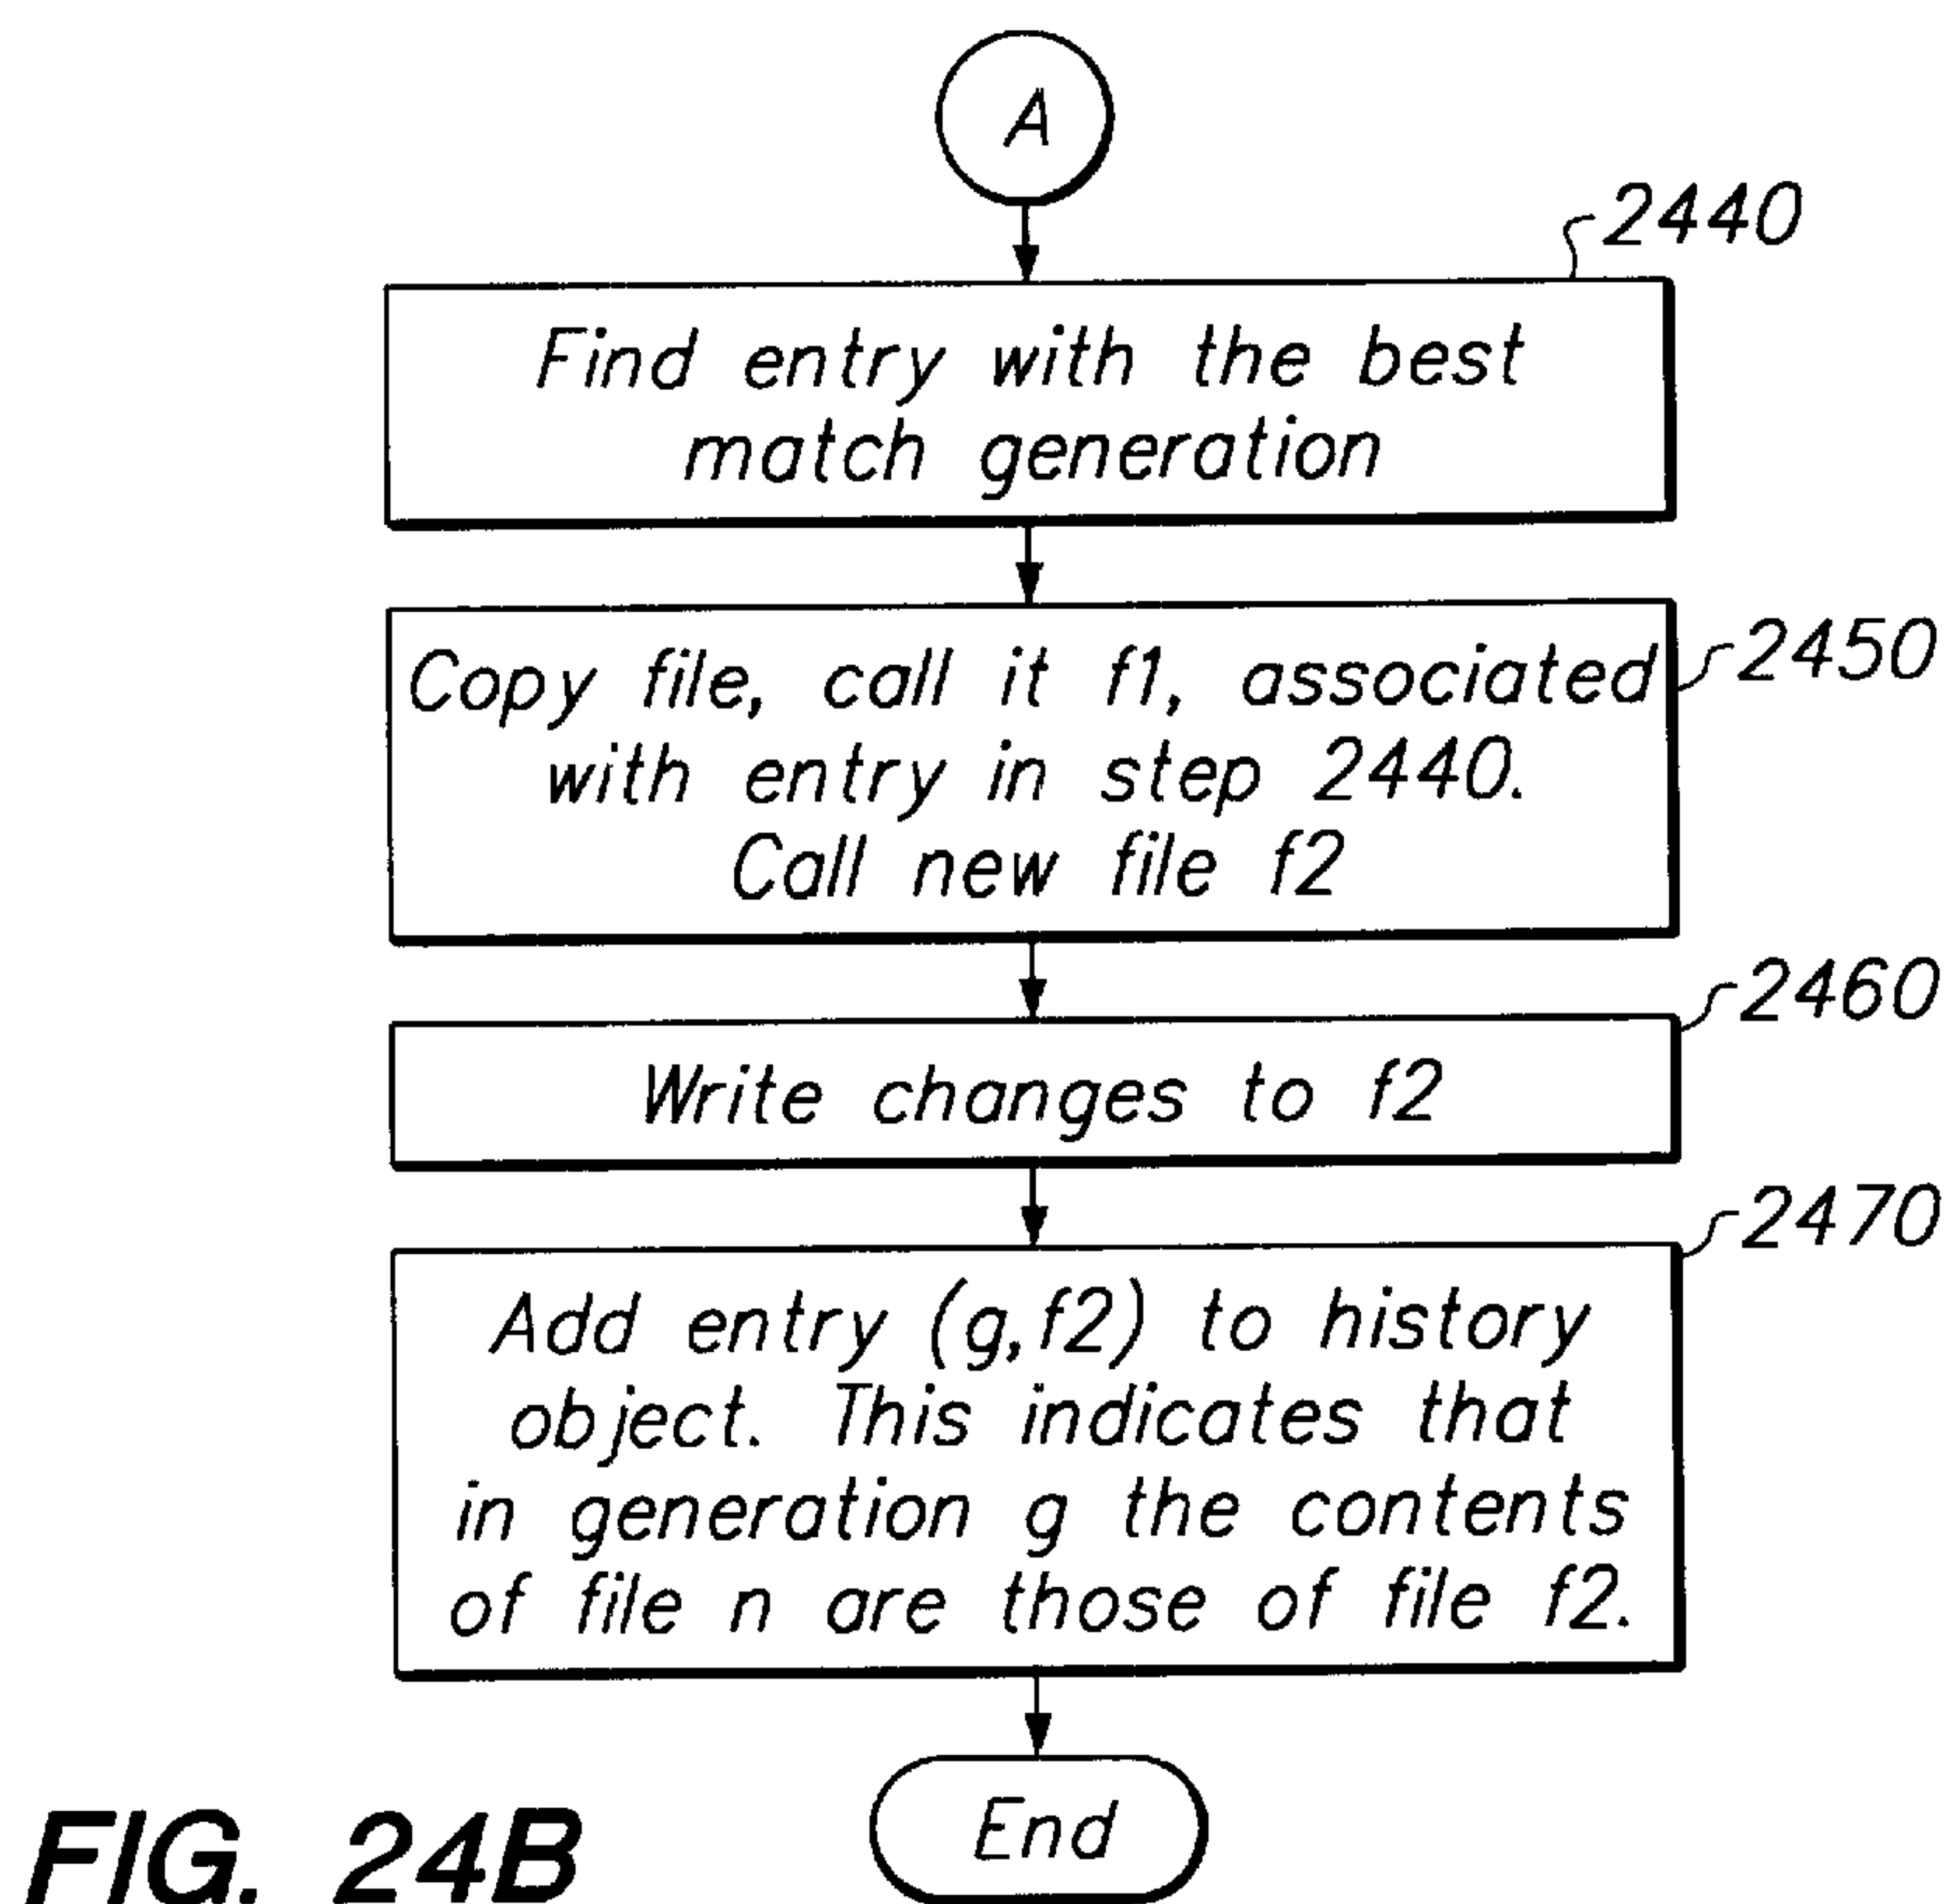 A
2440
Find entry with the best
match generation
2450
Copy file, call it f1, associated
with entry in step 2440.
Call new file f2
2460
Write changes to f2
2470
Add entry (g,f2) to history
object. This indicates that
in generation g the contents
of file n are those of file f2.
End
FIG. 24B